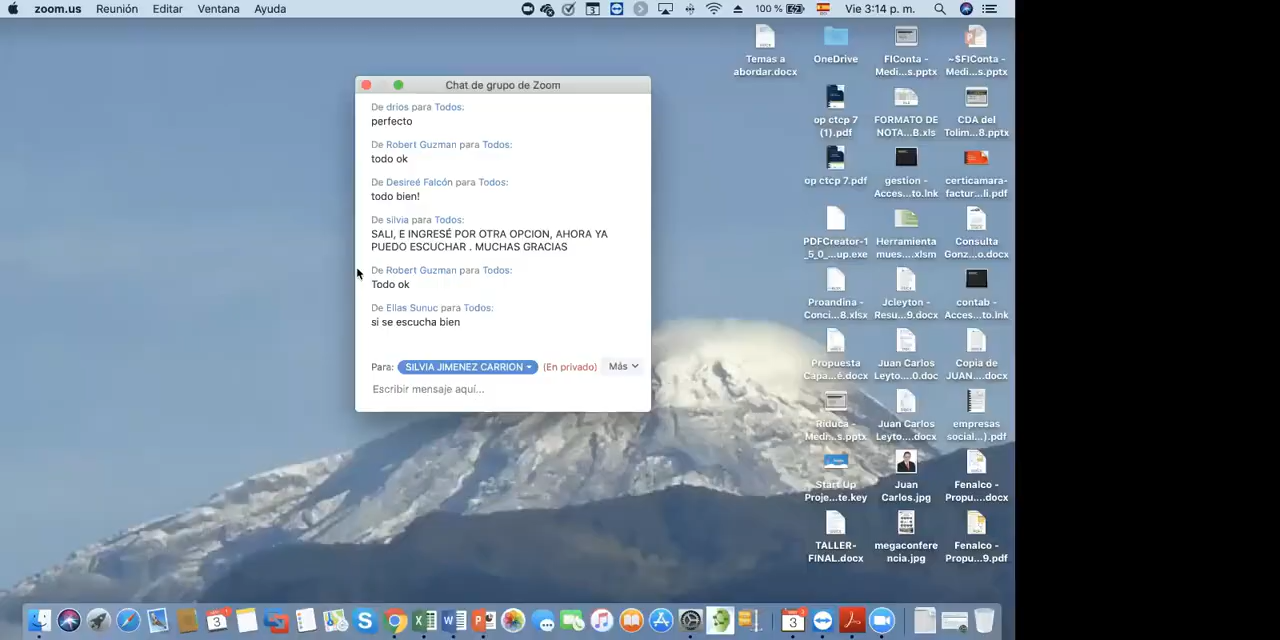 zoom.us Reunión Editar Ventana Ayuda 3 100 % Vie 3:14 p. m.
Chat de grupo de Zoom
De drios para Todos:
perfecto
De Robert Guzman para Todos:
todo ok
De Desireé Falcón para Todos:
todo bien!
De silvia para Todos:
SALI, E INGRESÉ POR OTRA OPCION, AHORA YA
PUEDO ESCUCHAR . MUCHAS GRACIAS
De Robert Guzman para Todos:
Todo ok
De Elías Sunuc para Todos:
si se escucha bien
Para: SILVIA JIMENEZ CARRION (En privado) Más
Escribir mensaje aquí...
Temas a
abordar.docx
OneDrive
FIConta -
Medi...s.pptx
~$FIConta -
Medi...s.pptx
op ctcp 7
(1).pdf
FORMATO DE
NOTA...B.xls
CDA del
Tolim...8.pptx
op ctcp 7.pdf
gestion -
Acces...to.lnk
certicamara-
factur...li.pdf
PDFCreator-1
_5_0_...up.exe
Herramienta
mues....xlsm
Consulta
Gonz...o.docx
Proandina -
Conci...8.xlsx
Jcleyton -
Resu...9.docx
contab -
Acces...to.lnk
Propuesta
Capa...é.docx
Juan Carlos
Leyto....0.doc
Copia de
JUAN....docx
Riduca -
Medi...s.pptx
Juan Carlos
Leyto....docx
empresas
social...).pdf
Start Up
Proje...te.key
Juan
Carlos.jpg
Fenalco -
Propu....docx
TALLER-
FINAL.docx
megaconfere
ncia.jpg
Fenalco -
Propu...9.pdf
3
3